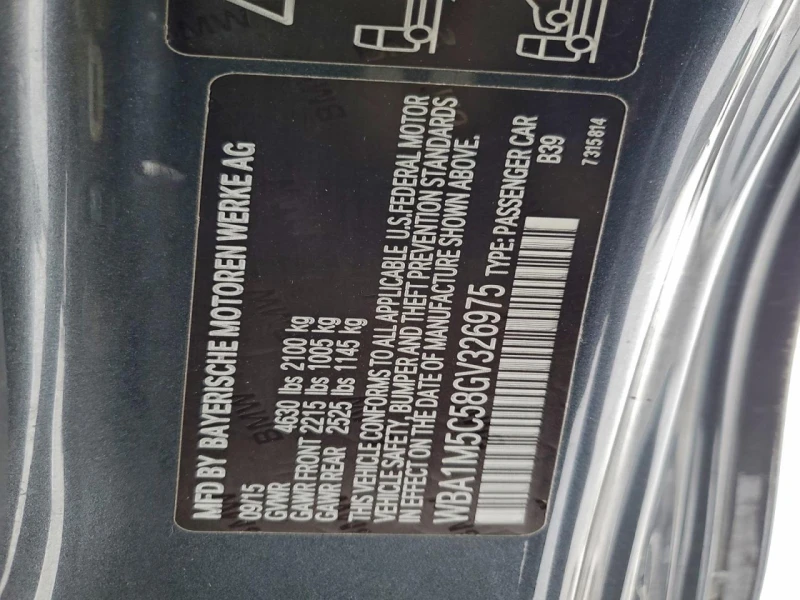 MFD BY BAYERISCHE MOTOREN WERKE AG
09/15
GVWR 4630 lbs 2100 kg
GAWR FRONT 2215 lbs 1005 kg
GAWR REAR 2525 lbs 1145 kg
THIS VEHICLE CONFORMS TO ALL APPLICABLE U.S. FEDERAL MOTOR
VEHICLE SAFETY, BUMPER AND THEFT PREVENTION STANDARDS
IN EFFECT ON THE DATE OF MANUFACTURE SHOWN ABOVE.
WBA1M5C58GV326975 TYPE: PASSENGER CAR
B39
7315814